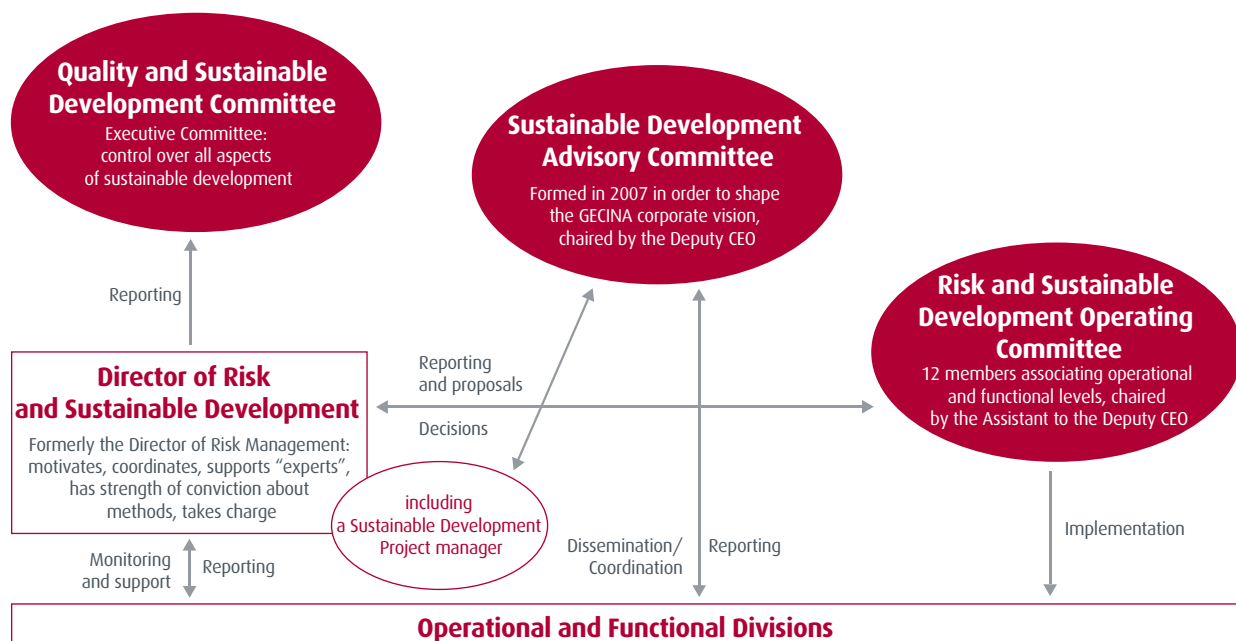 Quality and Sustainable
Development Committee
Executive Committee:
control over all aspects
of sustainable development
Sustainable Development
Advisory Committee
Formed in 2007 in order to shape
the GECINA corporate vision,
chaired by the Deputy CEO
Risk and Sustainable
Development Operating
Committee
12 members associating operational
and functional levels, chaired
by the Assistant to the Deputy CEO
Reporting
Director of Risk
and Sustainable Development
Formerly the Director of Risk Management:
motivates, coordinates, supports “experts”,
has strength of conviction about
methods, takes charge
Reporting
and proposals
Decisions
including
a Sustainable Development
Project manager
Monitoring
and support
Reporting
Dissemination/
Coordination
Reporting
Implementation
Operational and Functional Divisions